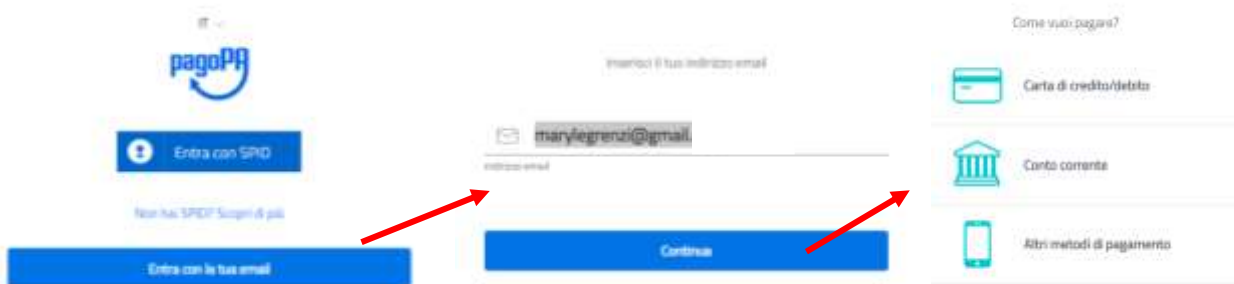 IT
pagoPA
Entra con SPID
Non hai SPID? Scopri di più
Entra con la tua email
Inserisci il tuo indirizzo email
marylegrenzi@gmail.
indirizzo email
Continua
Come vuoi pagare?
Carta di credito/debito
Conto corrente
Altri metodi di pagamento